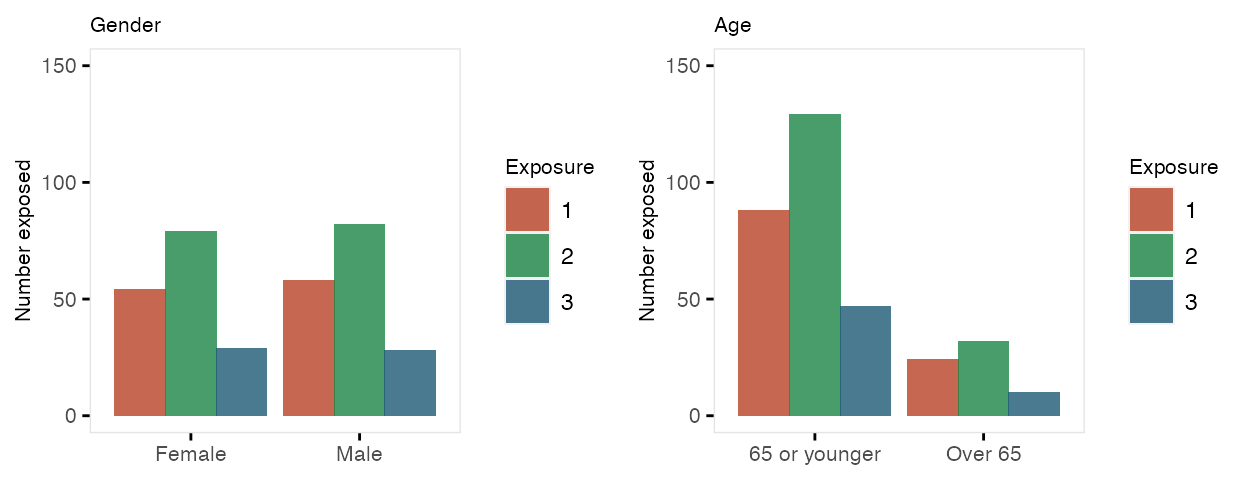 Gender
150
100
50
0
Number exposed
Female Male
Exposure
1
2
3
Age
150
100
50
0
Number exposed
65 or younger Over 65
Exposure
1
2
3